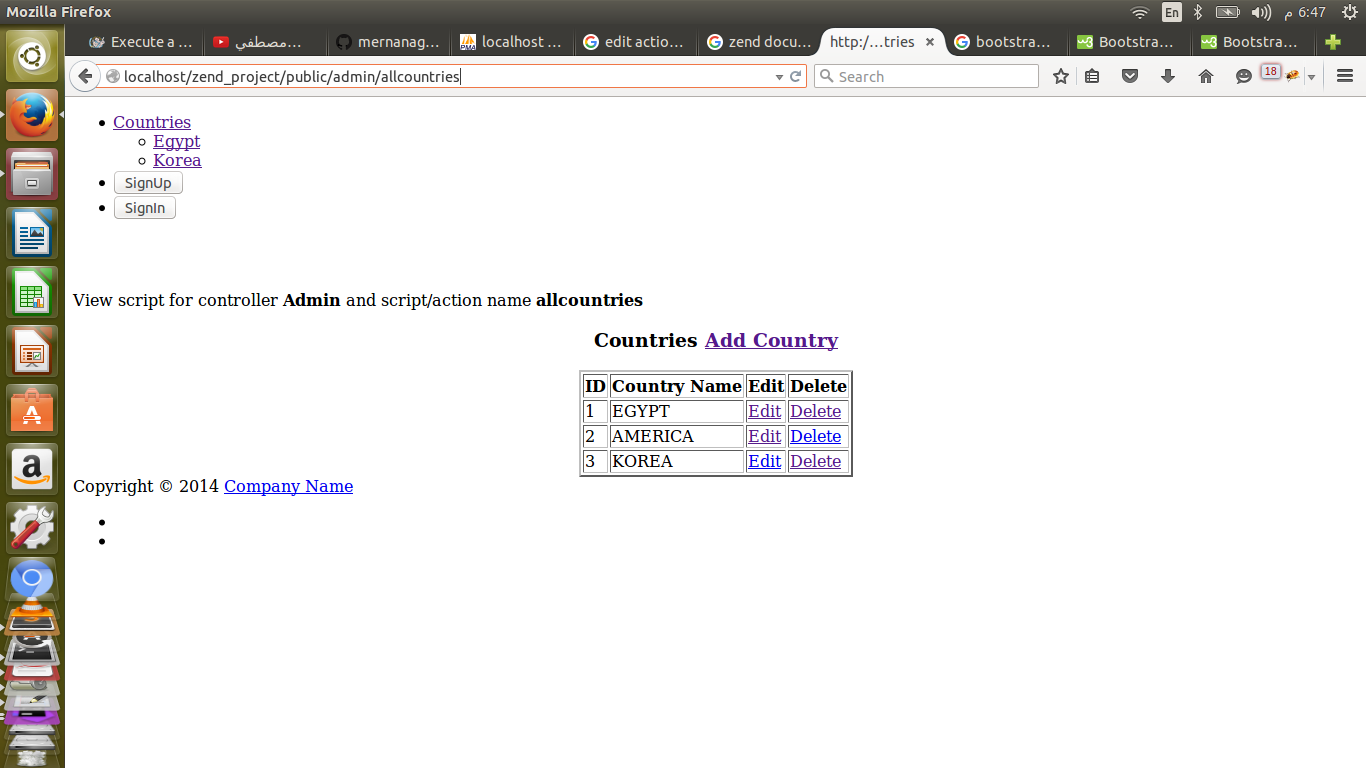 Mozilla Firefox
En
6:47 م
Execute a ...
مصطفي...
mernanag...
localhost ...
edit actio...
zend docu...
http:/...tries
bootstra...
Bootstra...
Bootstra...
localhost/zend_project/public/admin/allcountries
Search
18
Countries
Egypt
Korea
SignUp
SignIn
View script for controller Admin and script/action name allcountries
Countries Add Country
ID Country Name Edit Delete
1 EGYPT Edit Delete
2 AMERICA Edit Delete
3 KOREA Edit Delete
Copyright © 2014 Company Name